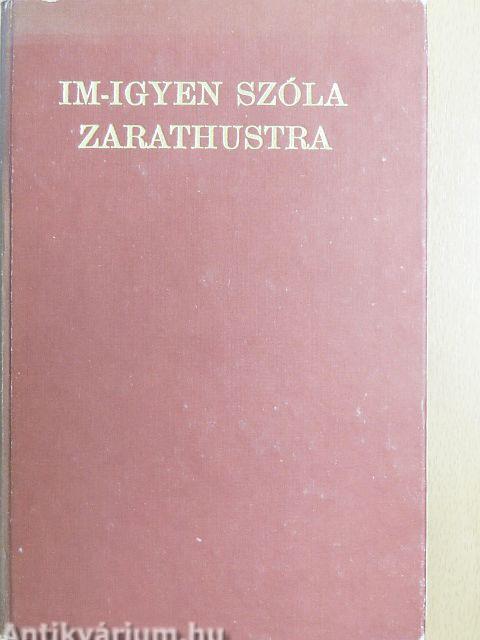 IM-IGYEN SZÓLA
ZARATHUSTRA
Antikvárium.hu